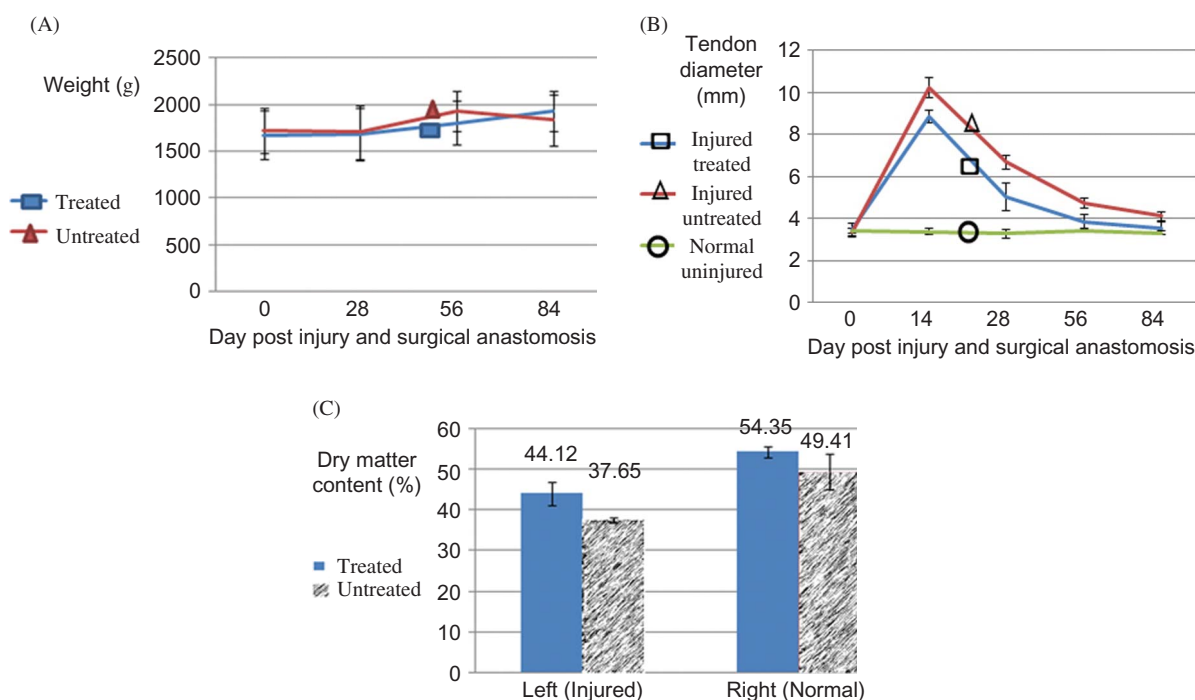 (A)
Weight (g)
2500
2000
1500
1000
500
0
Treated
Untreated
0 28 56 84
Day post injury and surgical anastomosis
(B)
Tendon
diameter
(mm)
12
10
8
6
4
2
0
Injured
treated
Injured
untreated
Normal
uninjured
0 14 28 56 84
Day post injury and surgical anastomosis
(C)
Dry matter
content (%)
60
50
40
30
20
10
0
44.12 37.65 54.35 49.41
Treated
Untreated
Left (Injured) Right (Normal)